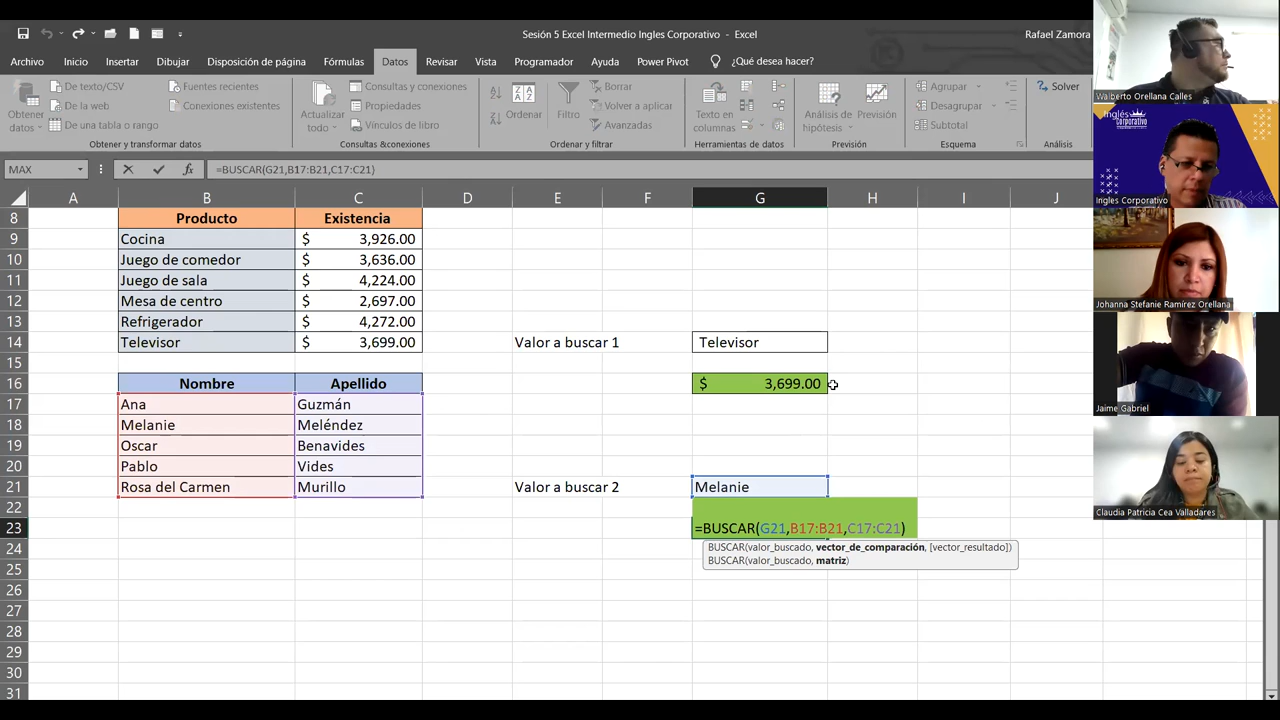 Sesión 5 Excel Intermedio Ingles Corporativo - Excel
Rafael Zamora
Archivo Inicio Insertar Dibujar Disposición de página Fórmulas Datos Revisar Vista Programador Ayuda Power Pivot ¿Qué desea hacer?
Obtener datos
De texto/CSV
De la web
De una tabla o rango
Fuentes recientes
Conexiones existentes
Obtener y transformar datos
Actualizar todo
Consultas y conexiones
Propiedades
Vínculos de libro
Consultas &conexiones
Ordenar
Filtro
Borrar
Volver a aplicar
Avanzadas
Ordenar y filtrar
Texto en columnas
Herramientas de datos
Análisis de hipótesis
Previsión
Previsión
Agrupar
Desagrupar
Subtotal
Esquema
Solver
Análisis
MAX
fx
=BUSCAR(G21,B17:B21,C17:C21)
A B C D E F G H I J
8 Producto Existencia
9 Cocina $ 3,926.00
10 Juego de comedor $ 3,636.00
11 Juego de sala $ 4,224.00
12 Mesa de centro $ 2,697.00
13 Refrigerador $ 4,272.00
14 Televisor $ 3,699.00 Valor a buscar 1 Televisor
15
16 Nombre Apellido $ 3,699.00
17 Ana Guzmán
18 Melanie Meléndez
19 Oscar Benavides
20 Pablo Vides
21 Rosa del Carmen Murillo Valor a buscar 2 Melanie
22
23 =BUSCAR(G21,B17:B21,C17:C21)
24 BUSCAR(valor_buscado, vector_de_comparación, [vector_resultado])
BUSCAR(valor_buscado, matriz)
25
26
27
28
29
30
31
Walberto Orellana Calles
Inglés
Corporativo
Ingles Corporativo
Johanna Stefanie Ramírez Orellana
Jaime Gabriel
Claudia Patricia Cea Valladares